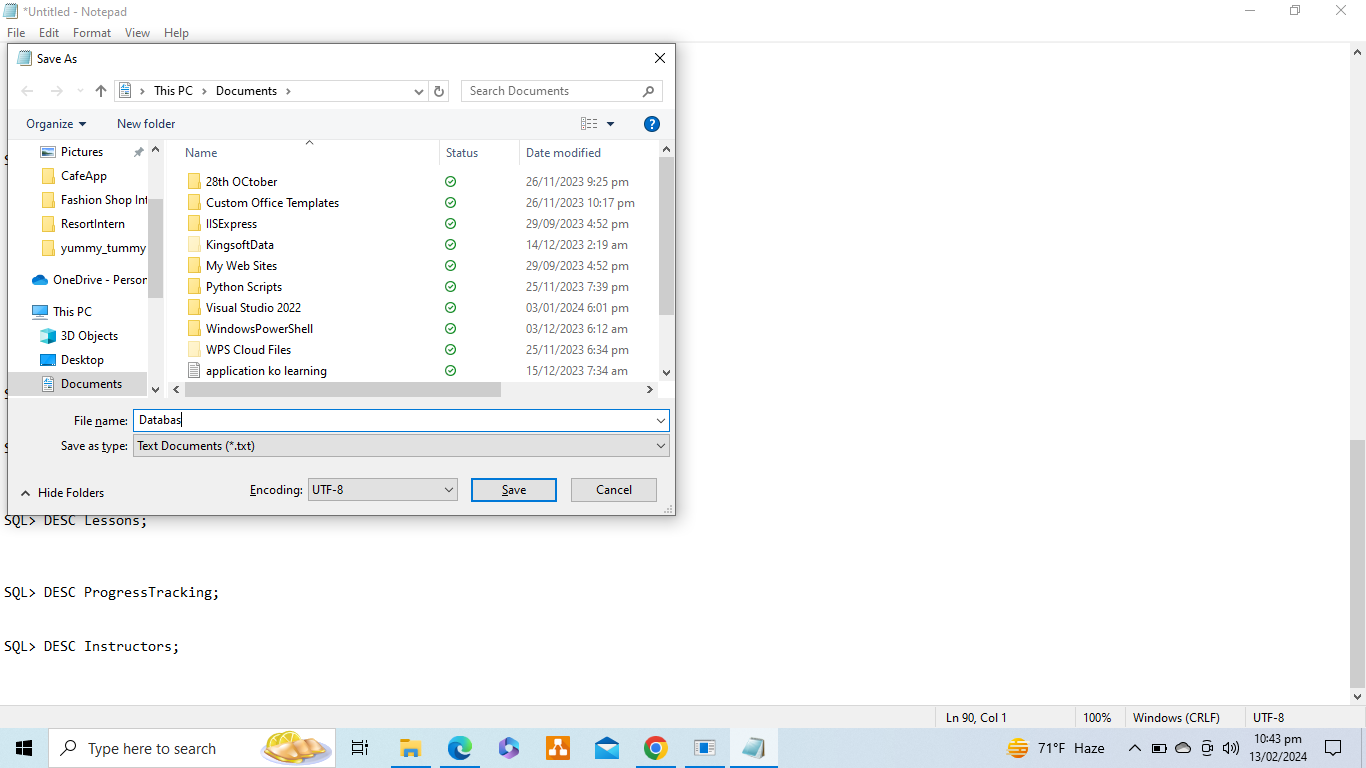 *Untitled - Notepad
File Edit Format View Help
Save As
This PC Documents
Search Documents
Organize New folder
Name Status Date modified
Pictures
CafeApp
Fashion Shop Int
ResortIntern
yummy_tummy
OneDrive - Person
This PC
3D Objects
Desktop
Documents
28th OCtober 26/11/2023 9:25 pm
Custom Office Templates 26/11/2023 10:17 pm
IISExpress 29/09/2023 4:52 pm
KingsoftData 14/12/2023 2:19 am
My Web Sites 29/09/2023 4:52 pm
Python Scripts 25/11/2023 7:39 pm
Visual Studio 2022 03/01/2024 6:01 pm
WindowsPowerShell 03/12/2023 6:12 am
WPS Cloud Files 25/11/2023 6:34 pm
application ko learning 15/12/2023 7:34 am
File name: Databas
Save as type: Text Documents (*.txt)
Hide Folders
Encoding: UTF-8
Save Cancel
SQL> DESC Lessons;
SQL> DESC ProgressTracking;
SQL> DESC Instructors;
Ln 90, Col 1 100% Windows (CRLF) UTF-8
Type here to search
71°F Haze
10:43 pm
13/02/2024